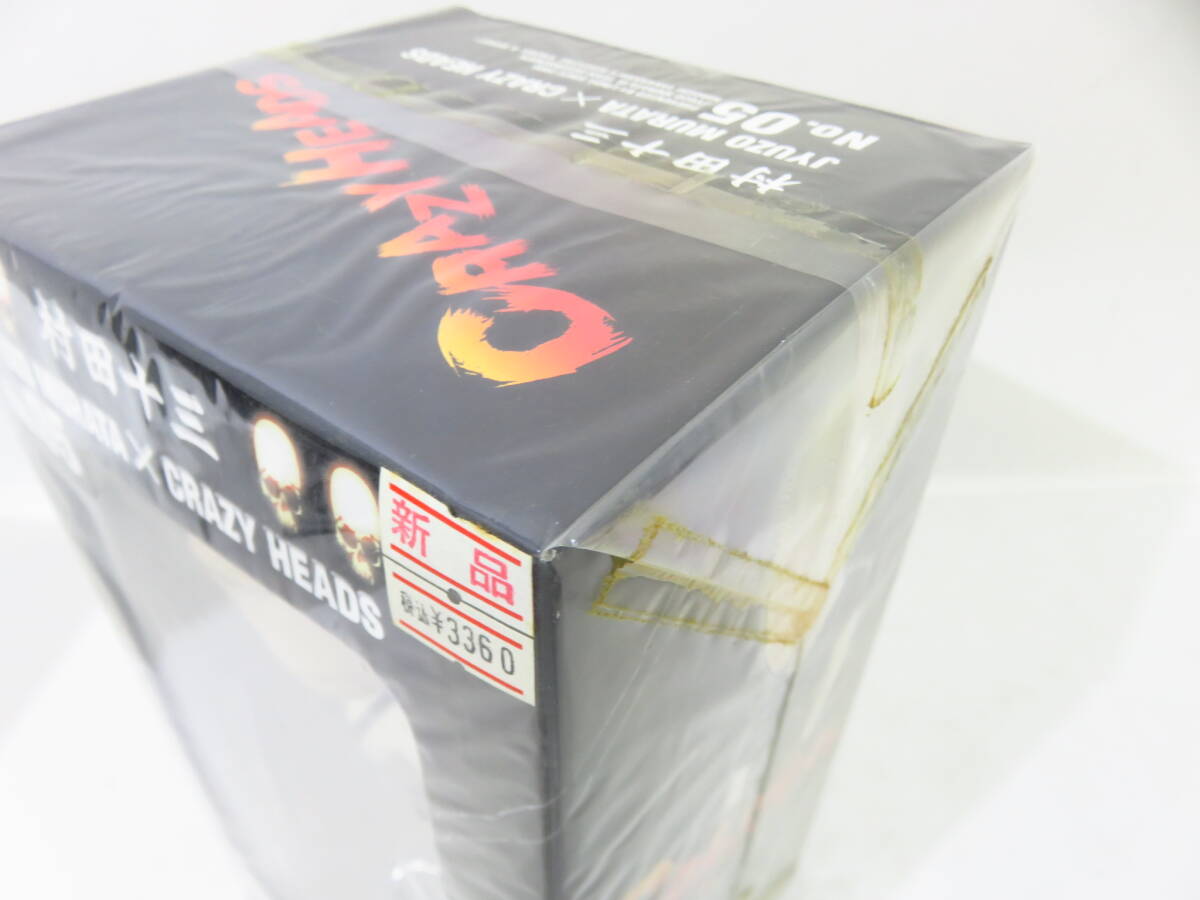 CRAZY HEADS
村田十三
JYUZO MURATA × CRAZY HEADS
No. 05
村田十三
MURATA × CRAZY HEADS
新品
¥3360